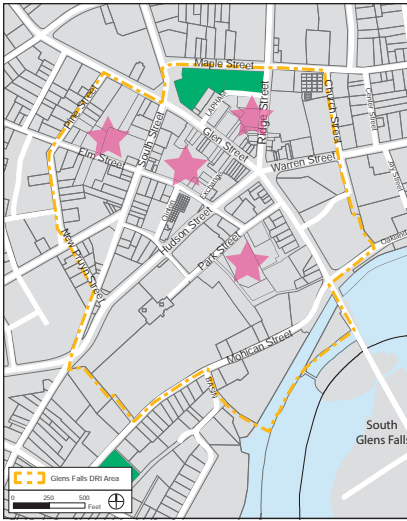 Maple Street
LAPHAM
Ridge Street
Church Street
Center Street
Pine Street
South Street
Glen Street
Elm Street
Warren Street
Jay Street
Exchange
Hudson Street
Park Street
Oakland
New Pruyn Street
Mohican Street
BASIN
South
Glens Falls
Glens Falls DRI Area
0 250 500
Feet